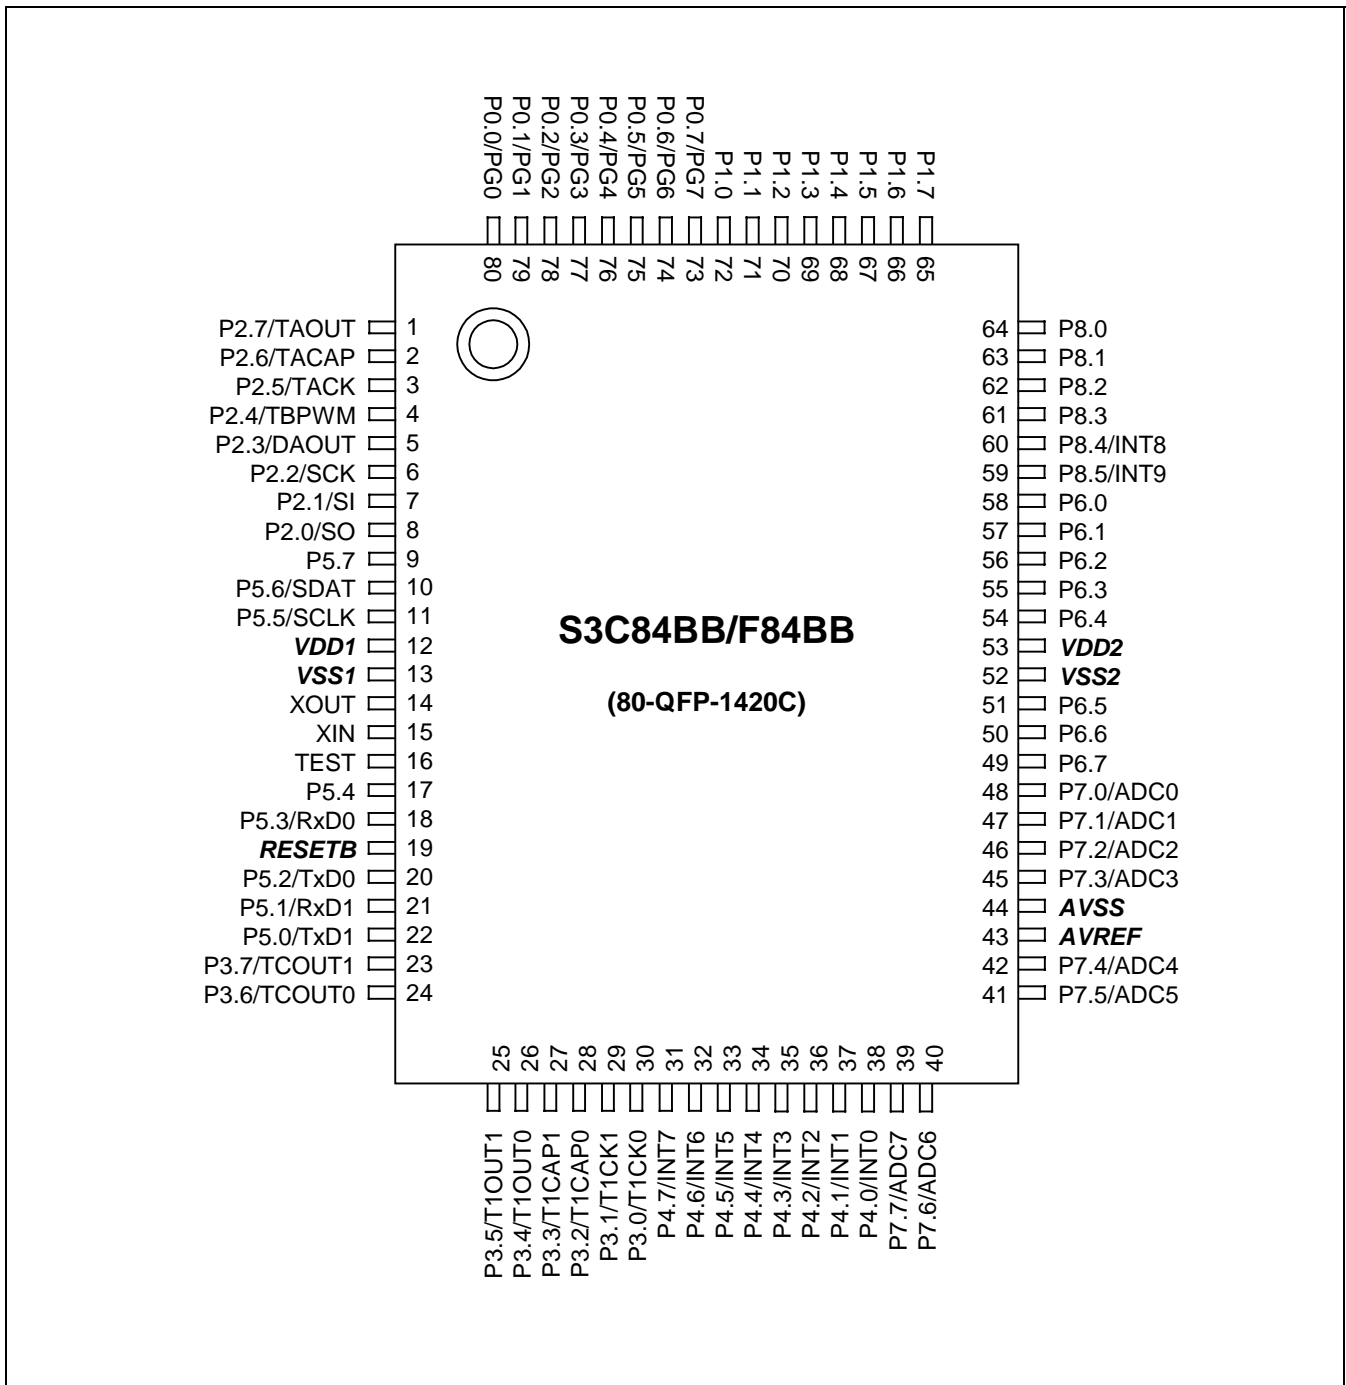 P0.0/PG0
P0.1/PG1
P0.2/PG2
P0.3/PG3
P0.4/PG4
P0.5/PG5
P0.6/PG6
P0.7/PG7
P1.0
P1.1
P1.2
P1.3
P1.4
P1.5
P1.6
P1.7
80
79
78
77
76
75
74
73
72
71
70
69
68
67
66
65
P2.7/TAOUT 1
P2.6/TACAP 2
P2.5/TACK 3
P2.4/TBPWM 4
P2.3/DAOUT 5
P2.2/SCK 6
P2.1/SI 7
P2.0/SO 8
P5.7 9
P5.6/SDAT 10
P5.5/SCLK 11
VDD1 12
VSS1 13
XOUT 14
XIN 15
TEST 16
P5.4 17
P5.3/RxD0 18
RESETB 19
P5.2/TxD0 20
P5.1/RxD1 21
P5.0/TxD1 22
P3.7/TCOUT1 23
P3.6/TCOUT0 24
S3C84BB/F84BB
(80-QFP-1420C)
64 P8.0
63 P8.1
62 P8.2
61 P8.3
60 P8.4/INT8
59 P8.5/INT9
58 P6.0
57 P6.1
56 P6.2
55 P6.3
54 P6.4
53 VDD2
52 VSS2
51 P6.5
50 P6.6
49 P6.7
48 P7.0/ADC0
47 P7.1/ADC1
46 P7.2/ADC2
45 P7.3/ADC3
44 AVSS
43 AVREF
42 P7.4/ADC4
41 P7.5/ADC5
25
26
27
28
29
30
31
32
33
34
35
36
37
38
39
40
P3.5/T1OUT1
P3.4/T1OUT0
P3.3/T1CAP1
P3.2/T1CAP0
P3.1/T1CK1
P3.0/T1CK0
P4.7/INT7
P4.6/INT6
P4.5/INT5
P4.4/INT4
P4.3/INT3
P4.2/INT2
P4.1/INT1
P4.0/INT0
P7.7/ADC7
P7.6/ADC6